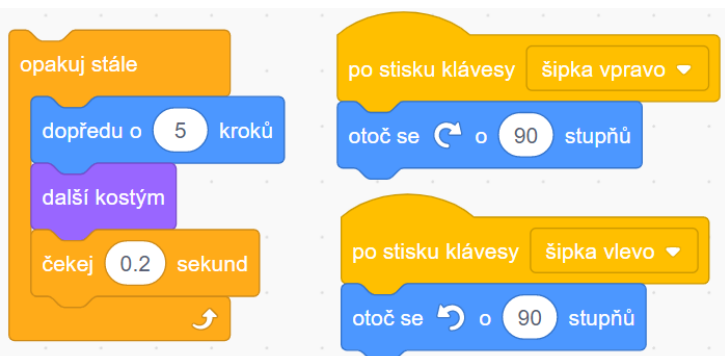 opakuj stále
dopředu o 5 kroků
další kostým
čekej 0.2 sekund
po stisku klávesy šipka vpravo
otoč se o 90 stupňů
po stisku klávesy šipka vlevo
otoč se o 90 stupňů